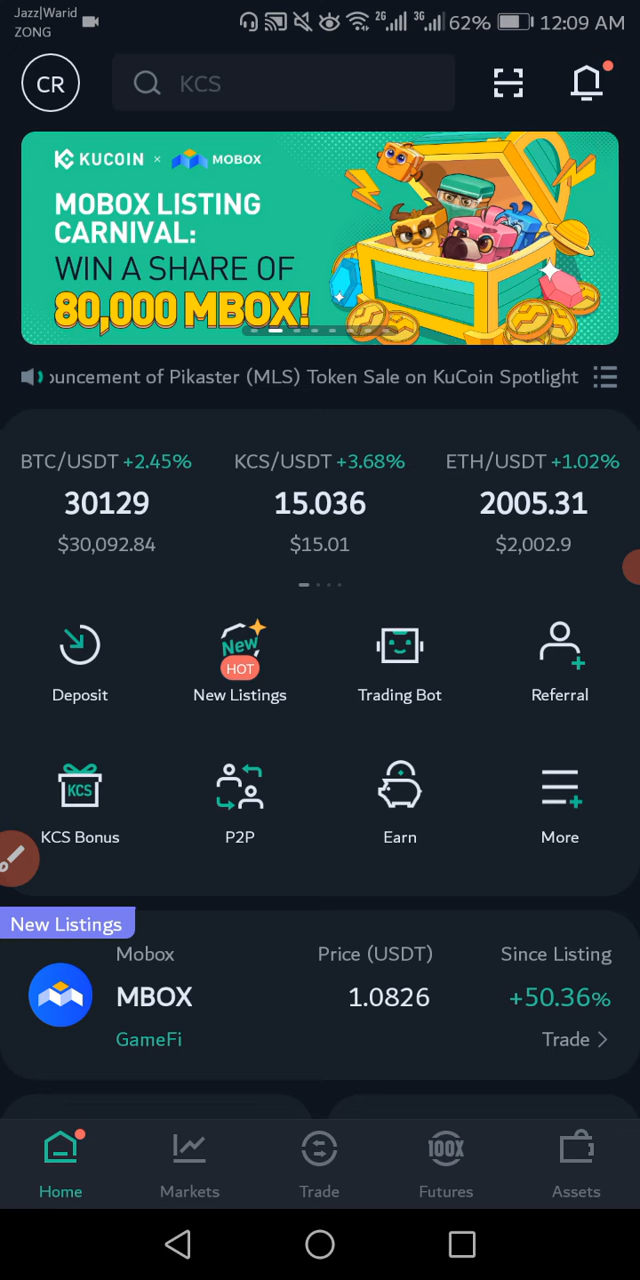 Jazz|Warid
ZONG
2G
3G
62%
12:09 AM
CR
KCS
KUCOIN × MOBOX
MOBOX LISTING
CARNIVAL:
WIN A SHARE OF
80,000 MBOX!
ouncement of Pikaster (MLS) Token Sale on KuCoin Spotlight
BTC/USDT +2.45% KCS/USDT +3.68% ETH/USDT +1.02%
30129 15.036 2005.31
$30,092.84 $15.01 $2,002.9
New
HOT
Deposit New Listings Trading Bot Referral
KCS
KCS Bonus P2P Earn More
New Listings
Mobox Price (USDT) Since Listing
MBOX 1.0826 +50.36%
GameFi Trade
100X
Home Markets Trade Futures Assets